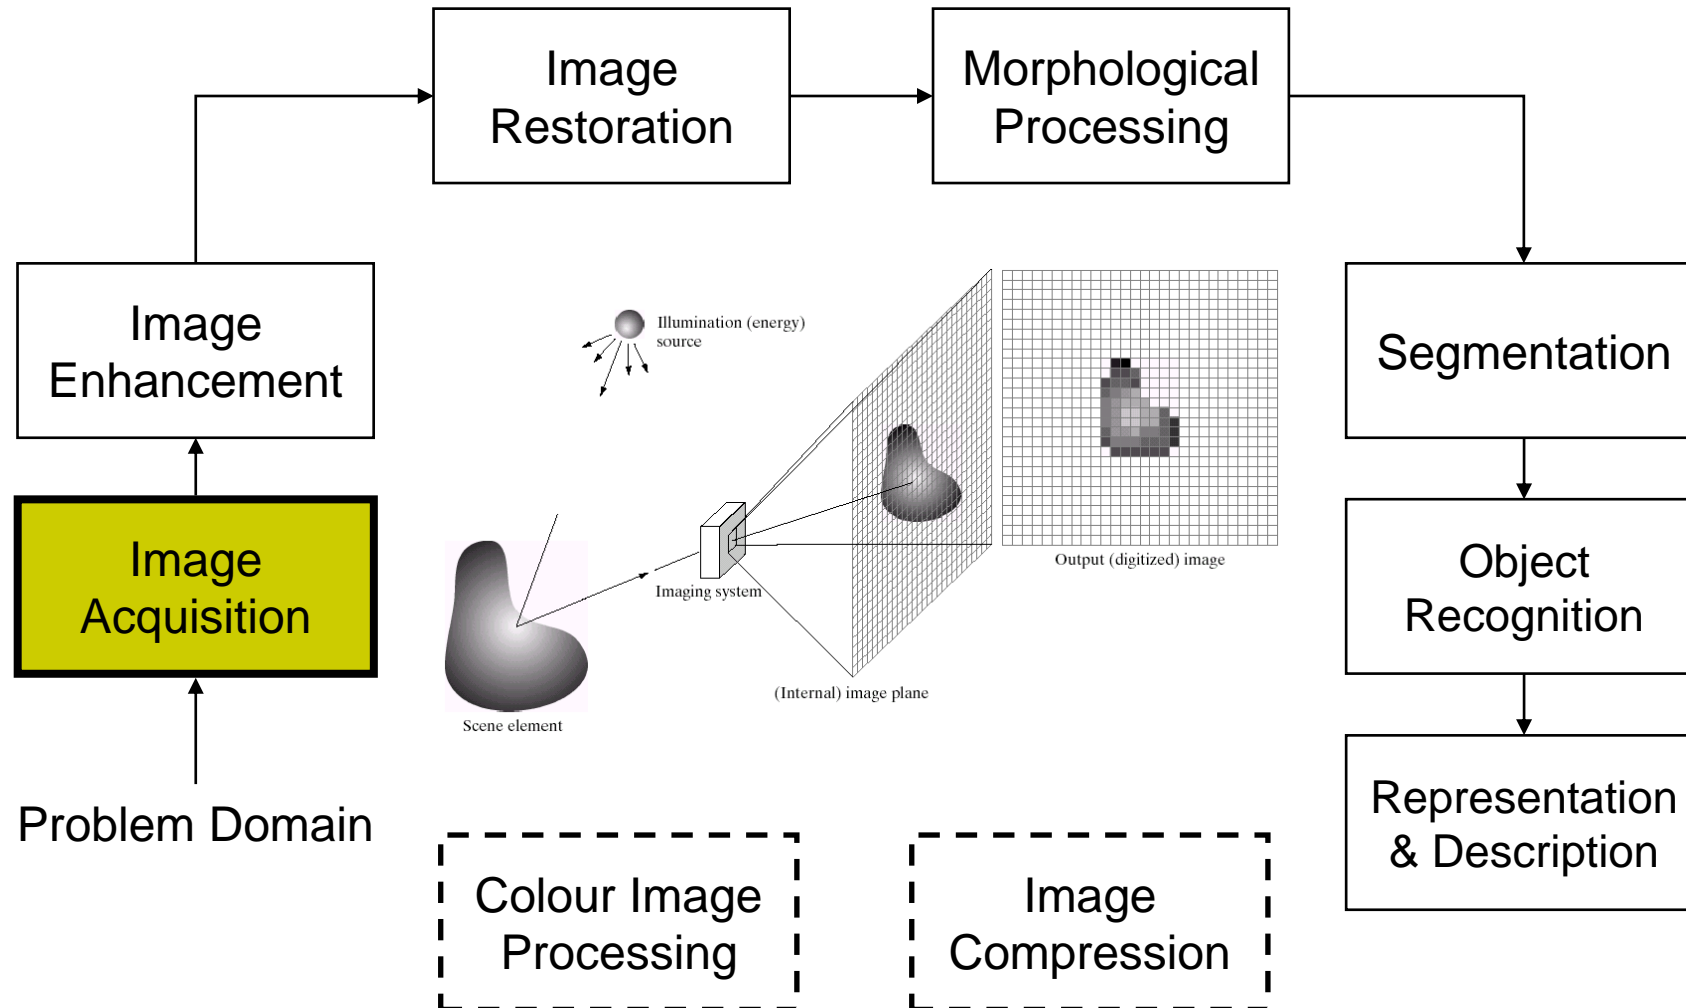 Image
Restoration
Morphological
Processing
Image
Enhancement
Illumination (energy)
source
Segmentation
Image
Acquisition
Imaging system
Output (digitized) image
Object
Recognition
(Internal) image plane
Scene element
Problem Domain
Representation
& Description
Colour Image
Processing
Image
Compression